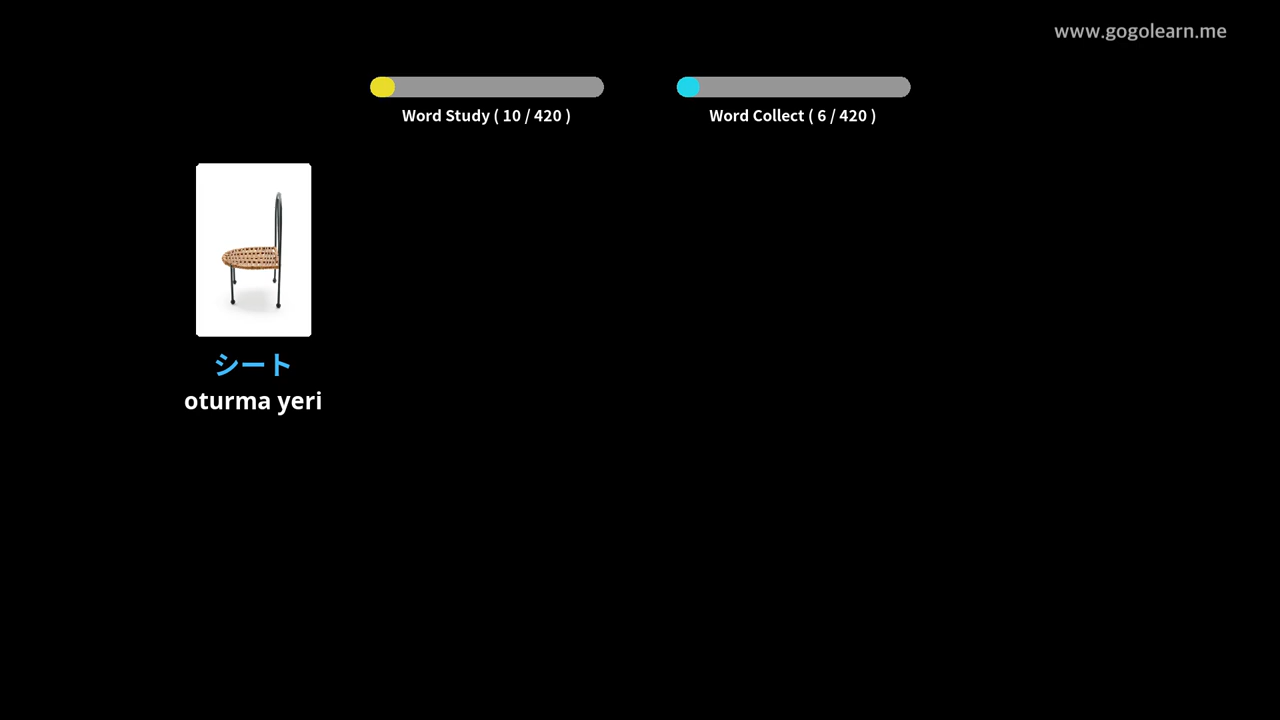 www.gogolearn.me
Word Study ( 10 / 420 )
Word Collect ( 6 / 420 )
シート
oturma yeri